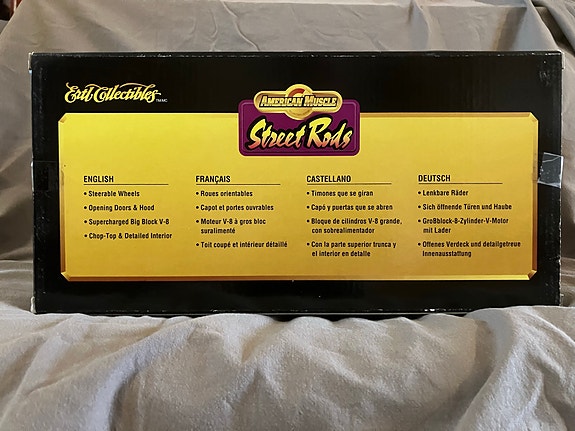 Ertl Collectibles TM/MC
AMERICAN MUSCLE
Street Rods
ENGLISH
• Steerable Wheels
• Opening Doors & Hood
• Supercharged Big Block V-8
• Chop-Top & Detailed Interior
FRANÇAIS
• Roues orientables
• Capot et portes ouvrables
• Moteur V-8 à gros bloc
suralimenté
• Toit coupé et intérieur détaillé
CASTELLANO
• Timones que se giran
• Capó y puertas que se abren
• Bloque de cilindros V-8 grande,
con sobrealimentador
• Con la parte superior trunca y
el interior en detalle
DEUTSCH
• Lenkbare Räder
• Sich öffnende Türen und Haube
• GroßBlock-8-Zylinder-V-Motor
mit Lader
• Offenes Verdeck und detailgetreue
Innenausstattung